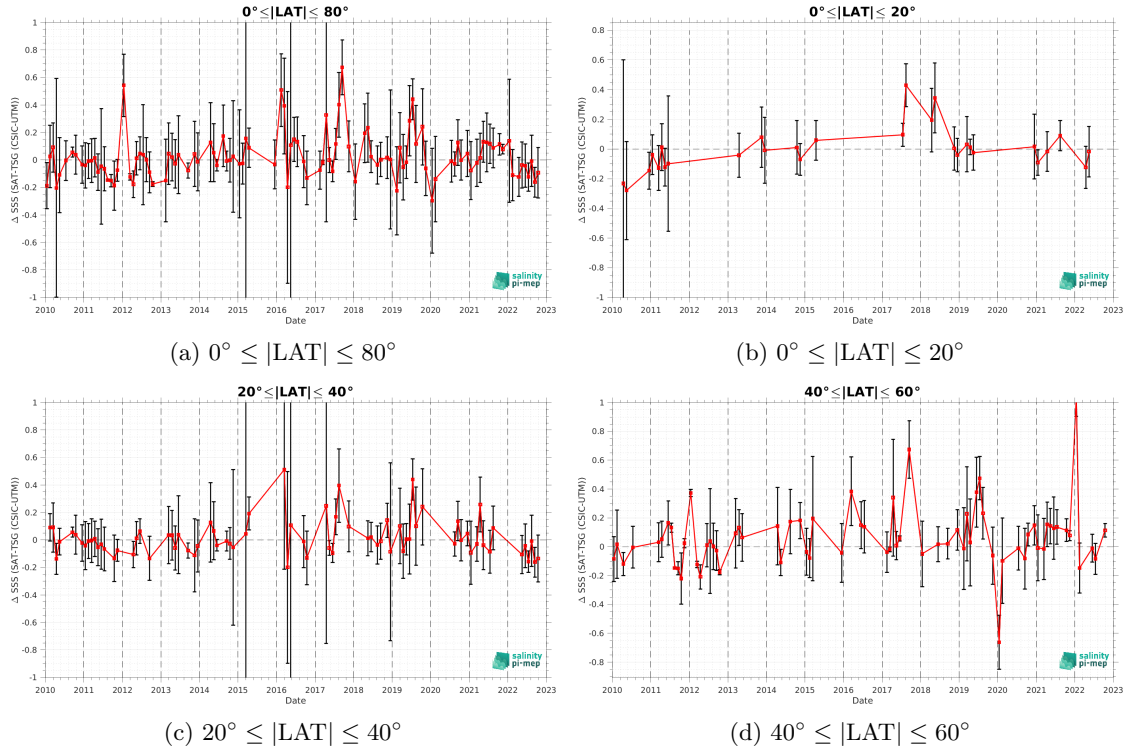 0°≤|LAT|≤ 80°
Δ SSS (SAT-TSG (CSIC-UTM))
1
0.8
0.6
0.4
0.2
0
-0.2
-0.4
-0.6
-0.8
-1
2010 2011 2012 2013 2014 2015 2016 2017 2018 2019 2020 2021 2022 2023
Date
salinity
pi-mep
(a) 0° ≤ |LAT| ≤ 80°
0°≤|LAT|≤ 20°
Δ SSS (SAT-TSG (CSIC-UTM))
0.8
0.6
0.4
0.2
0
-0.2
-0.4
-0.6
-0.8
-1
2010 2011 2012 2013 2014 2015 2016 2017 2018 2019 2020 2021 2022 2023
Date
salinity
pi-mep
(b) 0° ≤ |LAT| ≤ 20°
20°≤|LAT|≤ 40°
Δ SSS (SAT-TSG (CSIC-UTM))
1
0.8
0.6
0.4
0.2
0
-0.2
-0.4
-0.6
-0.8
-1
2010 2011 2012 2013 2014 2015 2016 2017 2018 2019 2020 2021 2022 2023
Date
salinity
pi-mep
(c) 20° ≤ |LAT| ≤ 40°
40°≤|LAT|≤ 60°
Δ SSS (SAT-TSG (CSIC-UTM))
1
0.8
0.6
0.4
0.2
0
-0.2
-0.4
-0.6
-0.8
2010 2011 2012 2013 2014 2015 2016 2017 2018 2019 2020 2021 2022 2023
Date
salinity
pi-mep
(d) 40° ≤ |LAT| ≤ 60°